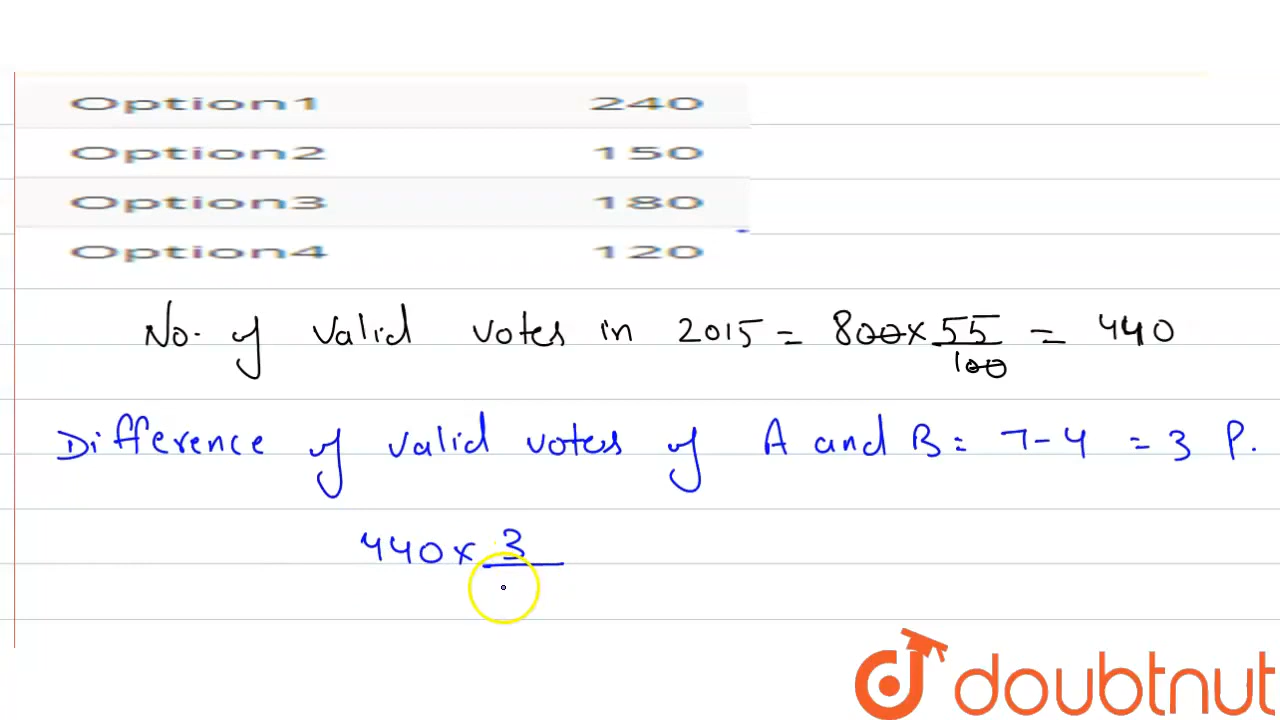 Option1 240
Option2 150
Option3 180
Option4 120
No. of valid votes in 2015 = 800 × 55/100 = 440
Difference of valid votes of A and B = 7 - 4 = 3 P.
440 × 3
doubtnut